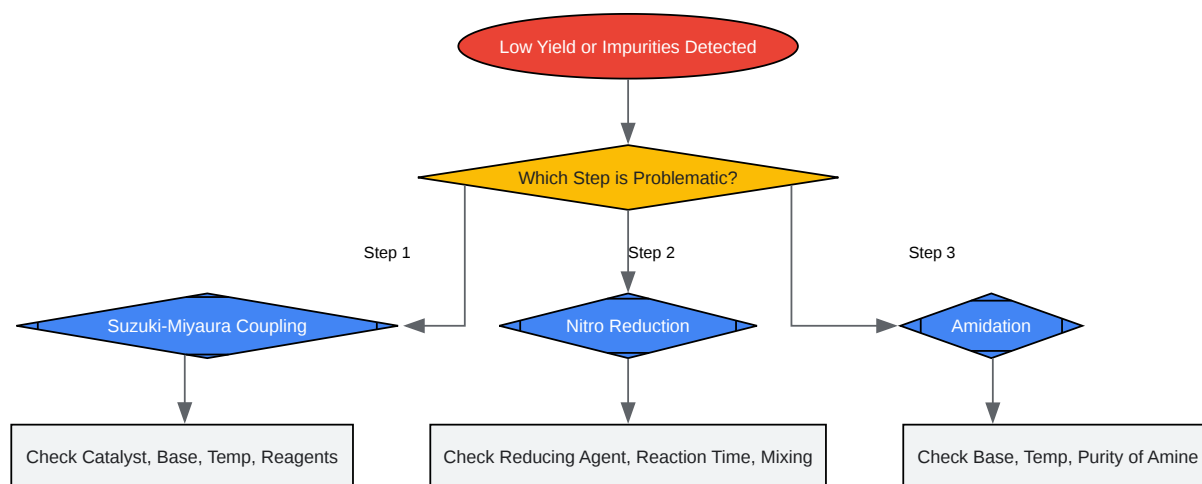 Low Yield or Impurities Detected
Which Step is Problematic?
Step 1
Step 2
Step 3
Suzuki-Miyaura Coupling
Nitro Reduction
Amidation
Check Catalyst, Base, Temp, Reagents
Check Reducing Agent, Reaction Time, Mixing
Check Base, Temp, Purity of Amine